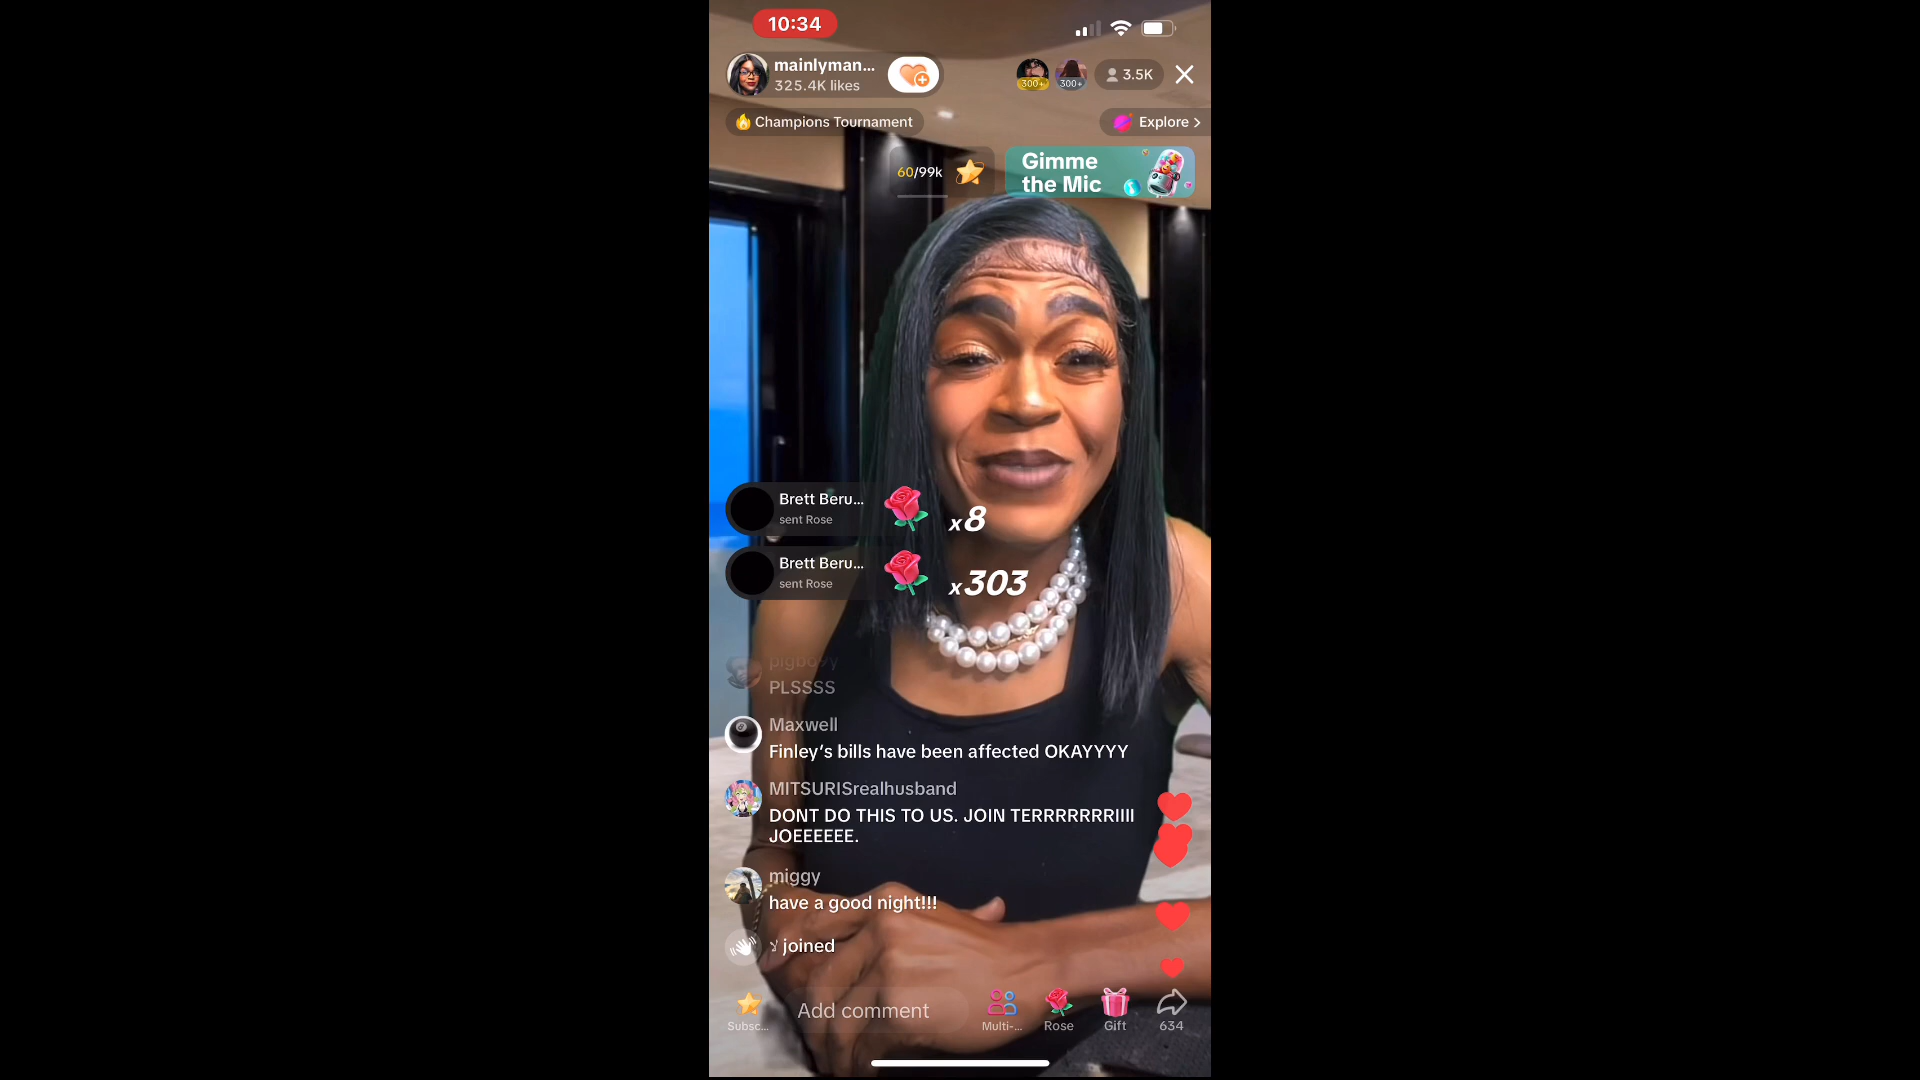 10:34
mainlyman...
325.4K likes
300+
300+
3.5K
Champions Tournament
Explore >
60/99k
Gimme
the Mic
Brett Beru...
sent Rose
x8
Brett Beru...
sent Rose
x303
pigbo9y
PLSSSS
Maxwell
Finley's bills have been affected OKAYYYY
MITSURISrealhusband
DONT DO THIS TO US. JOIN TERRRRRRRIIII
JOEEEEEE.
miggy
have a good night!!!
joined
Subsc...
Add comment
Multi-...
Rose
Gift
634